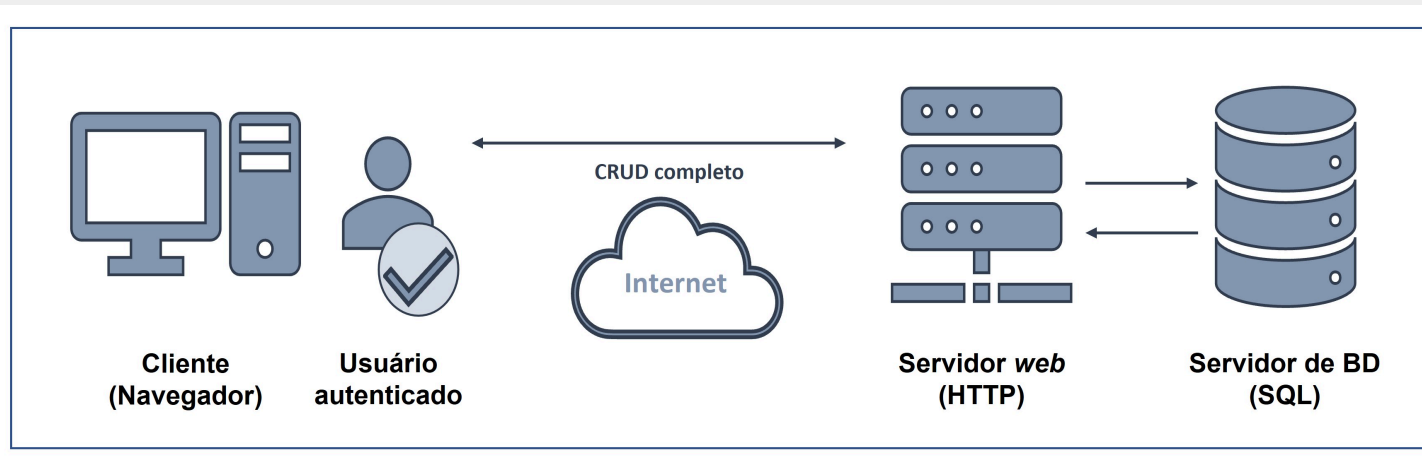 CRUD completo
Internet
Cliente
(Navegador)
Usuário
autenticado
Servidor web
(HTTP)
Servidor de BD
(SQL)